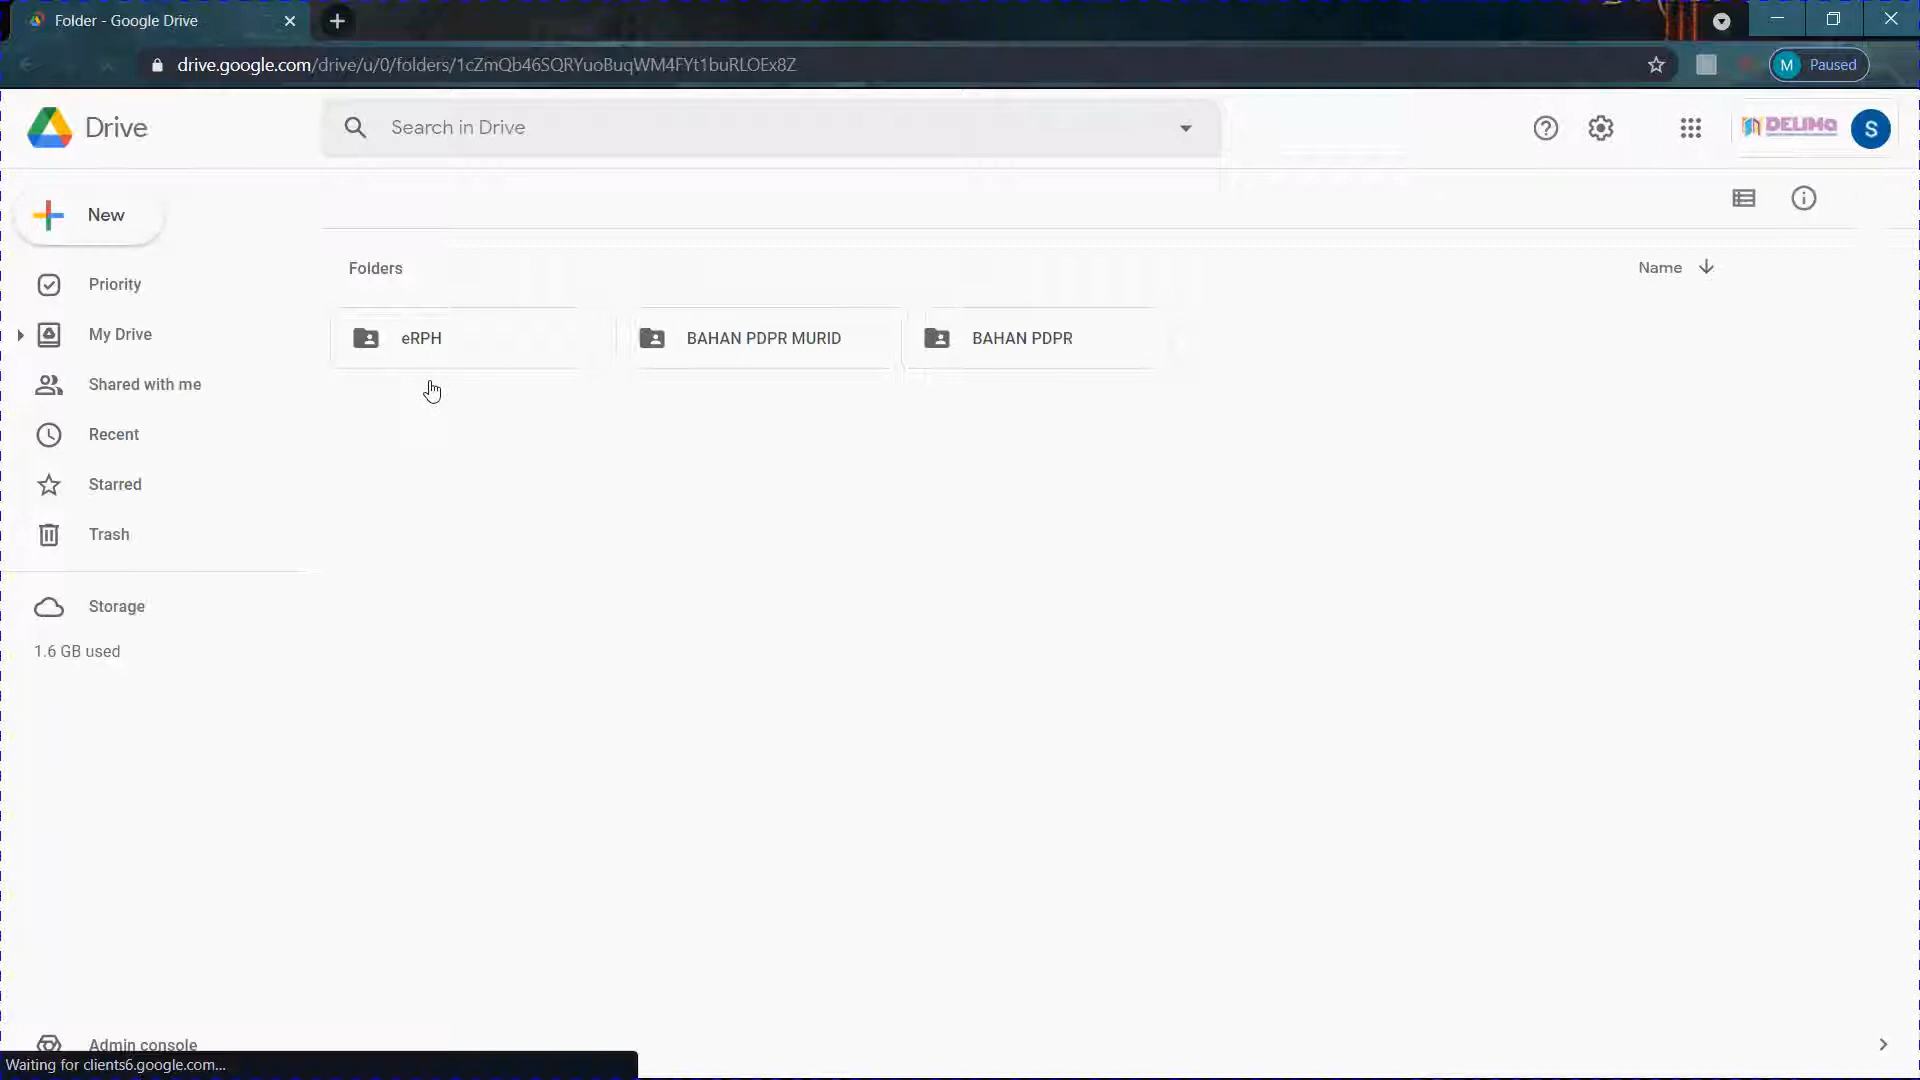 Folder - Google Drive
drive.google.com/drive/u/0/folders/1cZmQb46SQRYuoBuqWM4FYt1buRLOEx8Z
M Paused
Drive
Search in Drive
DELIMa
S
New
Folders
Name
Priority
eRPH
BAHAN PDPR MURID
BAHAN PDPR
My Drive
Shared with me
Recent
Starred
Trash
Storage
1.6 GB used
Admin console
Waiting for clients6.google.com...